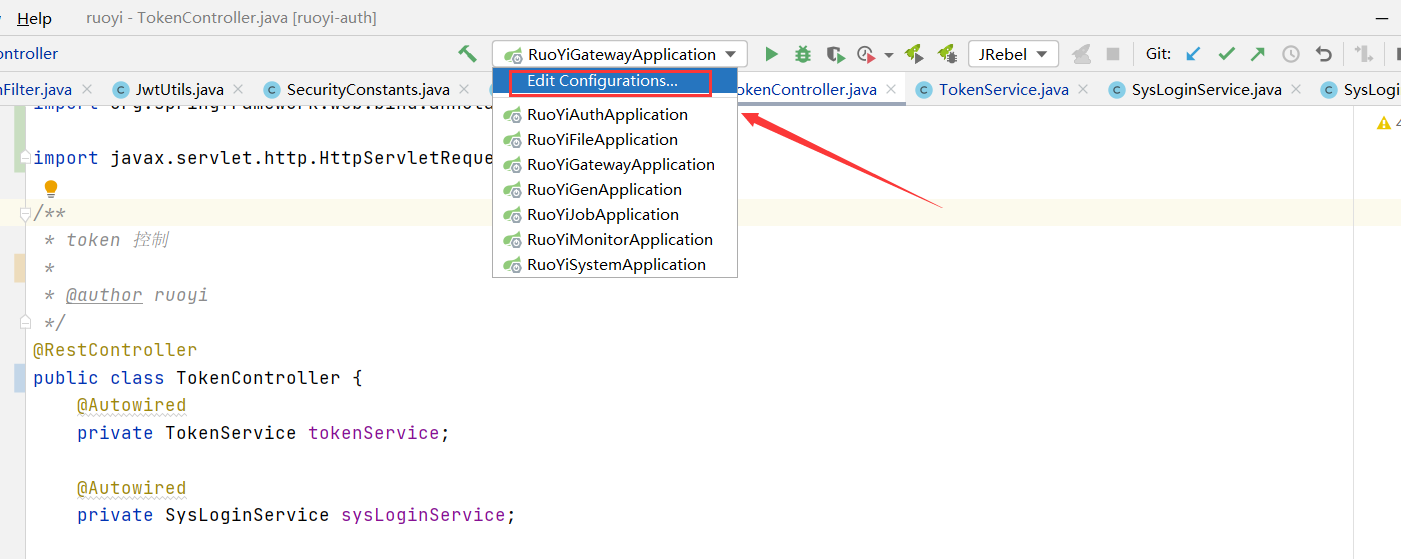 Help ruoyi - TokenController.java [ruoyi-auth]
ontroller RuoYiGatewayApplication JRebel Git:
Filter.java JwtUtils.java SecurityConstants.java okenController.java TokenService.java SysLoginService.java SysLogi
Edit Configurations...
RuoYiAuthApplication
RuoYiFileApplication
RuoYiGatewayApplication
RuoYiGenApplication
RuoYiJobApplication
RuoYiMonitorApplication
RuoYiSystemApplication
import org.springframework.web.bind.annota
import javax.servlet.http.HttpServletReque
/**
* token 控制
*
* @author ruoyi
*/
@RestController
public class TokenController {
@Autowired
private TokenService tokenService;
@Autowired
private SysLoginService sysLoginService;